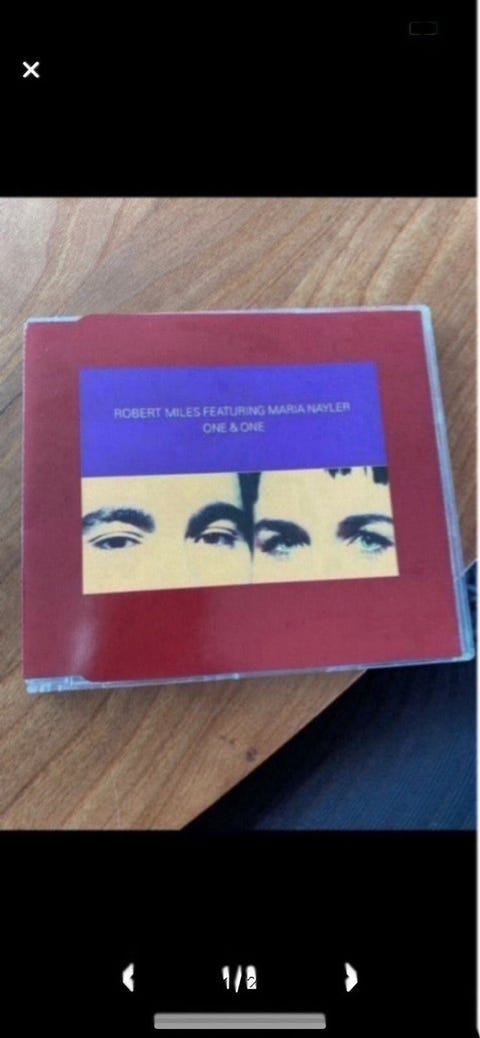 ROBERT MILES FEATURING MARIA NAYLER
ONE & ONE
1/2